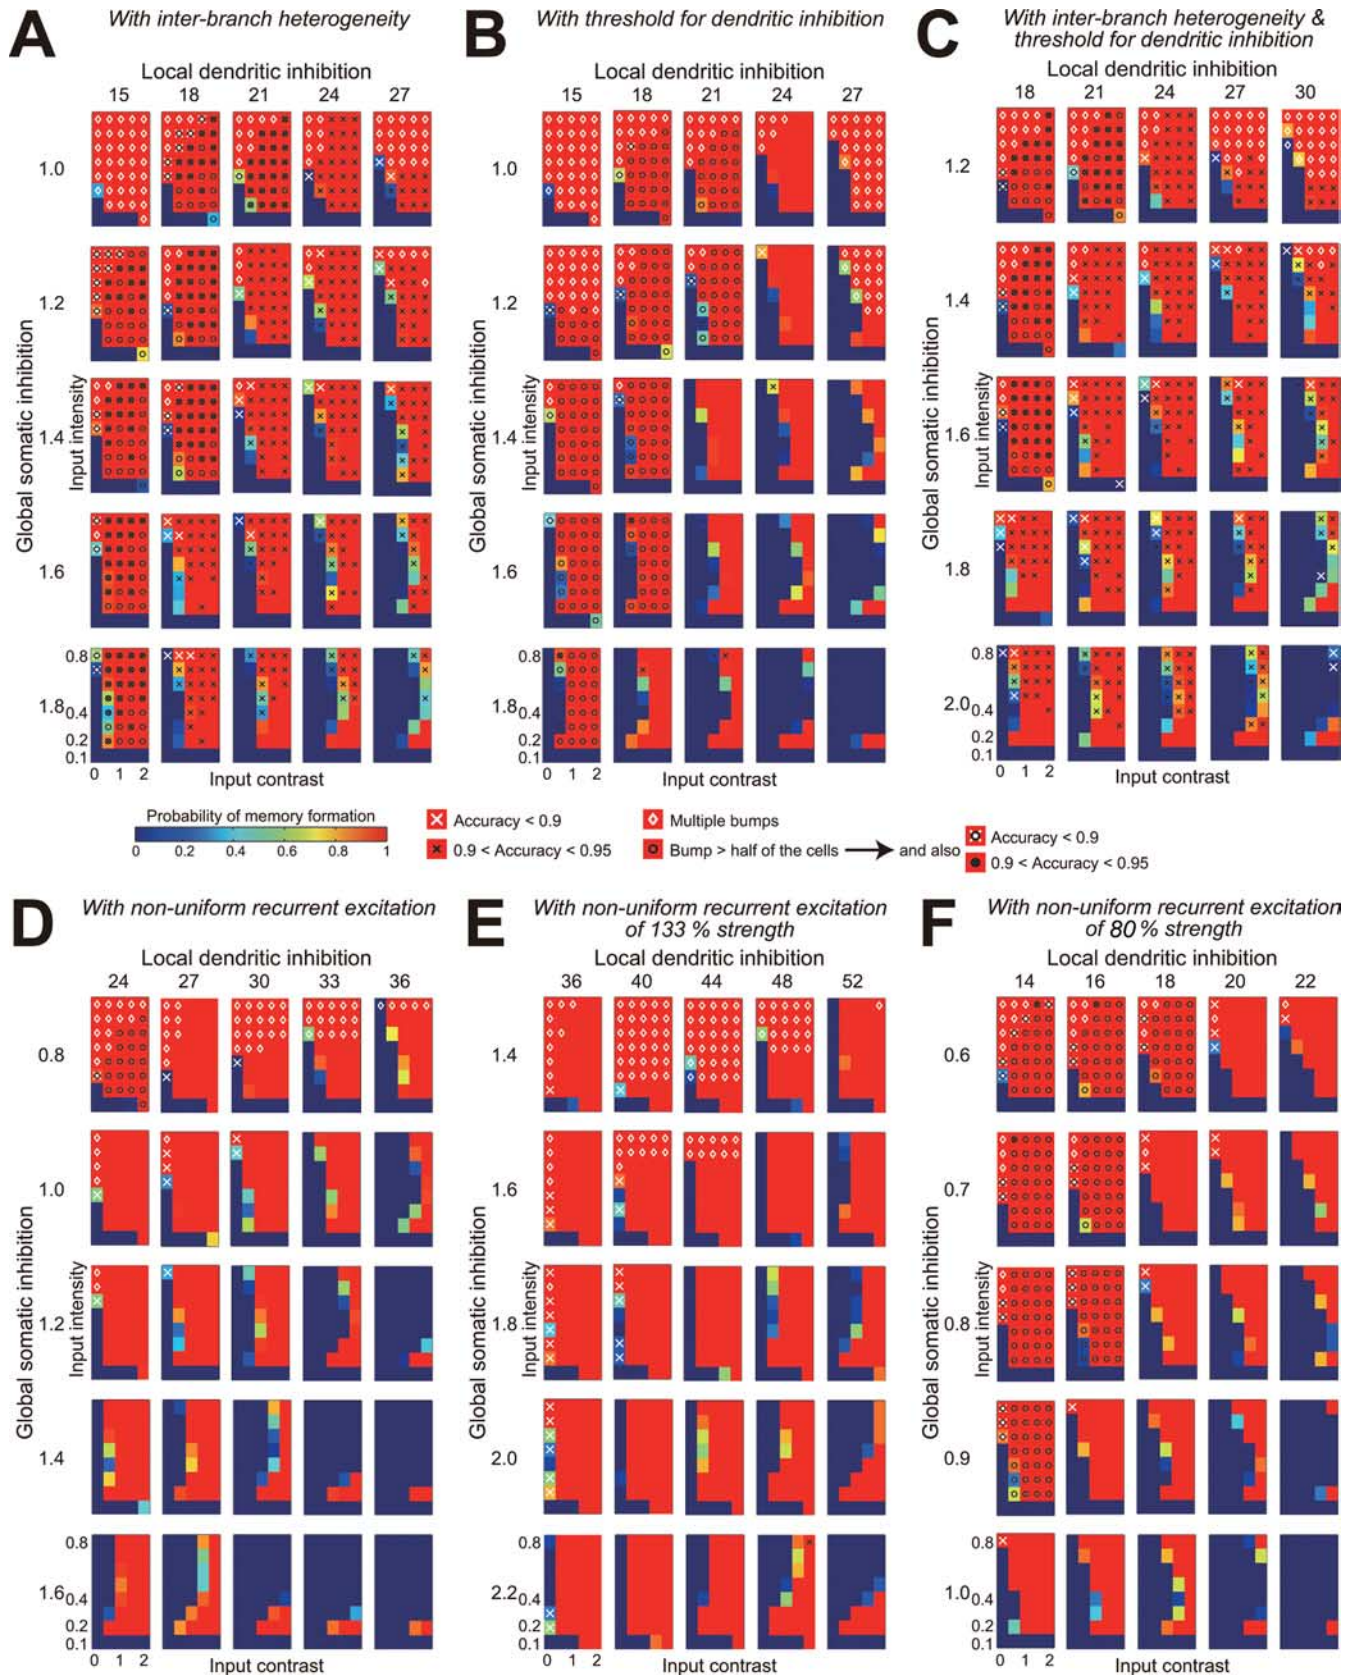 A
With inter-branch heterogeneity
Local dendritic inhibition
15 18 21 24 27
Global somatic inhibition
1.0
1.2
1.4
1.6
1.8
Input intensity
0.8
0.4
0.2
0.1
0 1 2
Input contrast
B
With threshold for dendritic inhibition
Local dendritic inhibition
15 18 21 24 27
Global somatic inhibition
1.0
1.2
1.4
1.6
1.8
Input intensity
0.8
0.4
0.2
0.1
0 1 2
Input contrast
C
With inter-branch heterogeneity &
threshold for dendritic inhibition
Local dendritic inhibition
18 21 24 27 30
Global somatic inhibition
1.2
1.4
1.6
1.8
2.0
Input intensity
0.8
0.4
0.2
0.1
0 1 2
Input contrast
Probability of memory formation
0 0.2 0.4 0.6 0.8 1
Accuracy < 0.9
0.9 < Accuracy < 0.95
Multiple bumps
Bump > half of the cells
and also
Accuracy < 0.9
0.9 < Accuracy < 0.95
D
With non-uniform recurrent excitation
Local dendritic inhibition
24 27 30 33 36
Global somatic inhibition
0.8
1.0
1.2
1.4
1.6
Input intensity
0.8
0.4
0.2
0.1
0 1 2
Input contrast
E
With non-uniform recurrent excitation
of 133 % strength
Local dendritic inhibition
36 40 44 48 52
Global somatic inhibition
1.4
1.6
1.8
2.0
2.2
Input intensity
0.8
0.4
0.2
0.1
0 1 2
Input contrast
F
With non-uniform recurrent excitation
of 80 % strength
Local dendritic inhibition
14 16 18 20 22
Global somatic inhibition
0.6
0.7
0.8
0.9
1.0
Input intensity
0.8
0.4
0.2
0.1
0 1 2
Input contrast